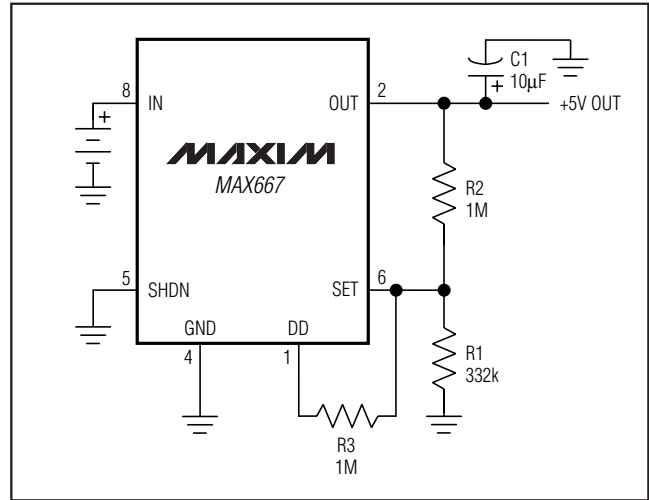 C1
10µF
+
8
IN
OUT
2
+5V OUT
+
MAXIM
MAX667
R2
1M
5
SHDN
SET
6
GND
DD
4
1
R1
332k
R3
1M